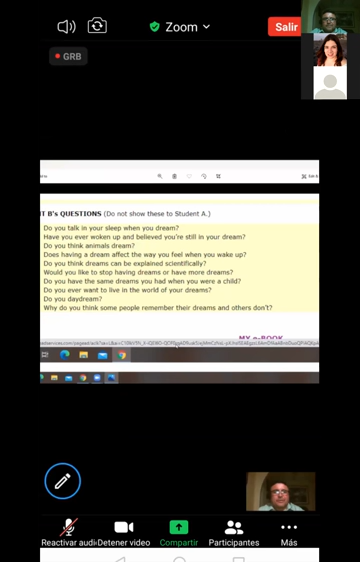 Zoom
Salir
GRB
IT B's QUESTIONS (Do not show these to Student A.)
Do you talk in your sleep when you dream?
Have you ever woken up and believed you're still in your dream?
Do you think animals dream?
Does having a dream affect the way you feel when you wake up?
Do you think dreams can be explained scientifically?
Would you like to stop having dreams or have more dreams?
Do you have the same dreams you had when you were a child?
Do you ever want to live in the world of your dreams?
Do you daydream?
Why do you think some people remember their dreams and others don't?
MY e-BOOK
Reactivar audi
Detener video
Compartir
Participantes
Más